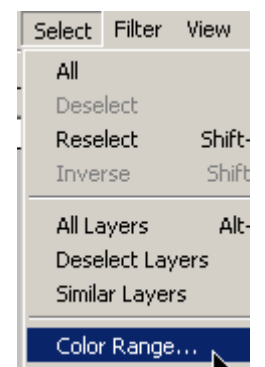 Select Filter View
All
Deselect
Reselect Shift-
Inverse Shift
All Layers Alt-
Deselect Layers
Similar Layers
Color Range...